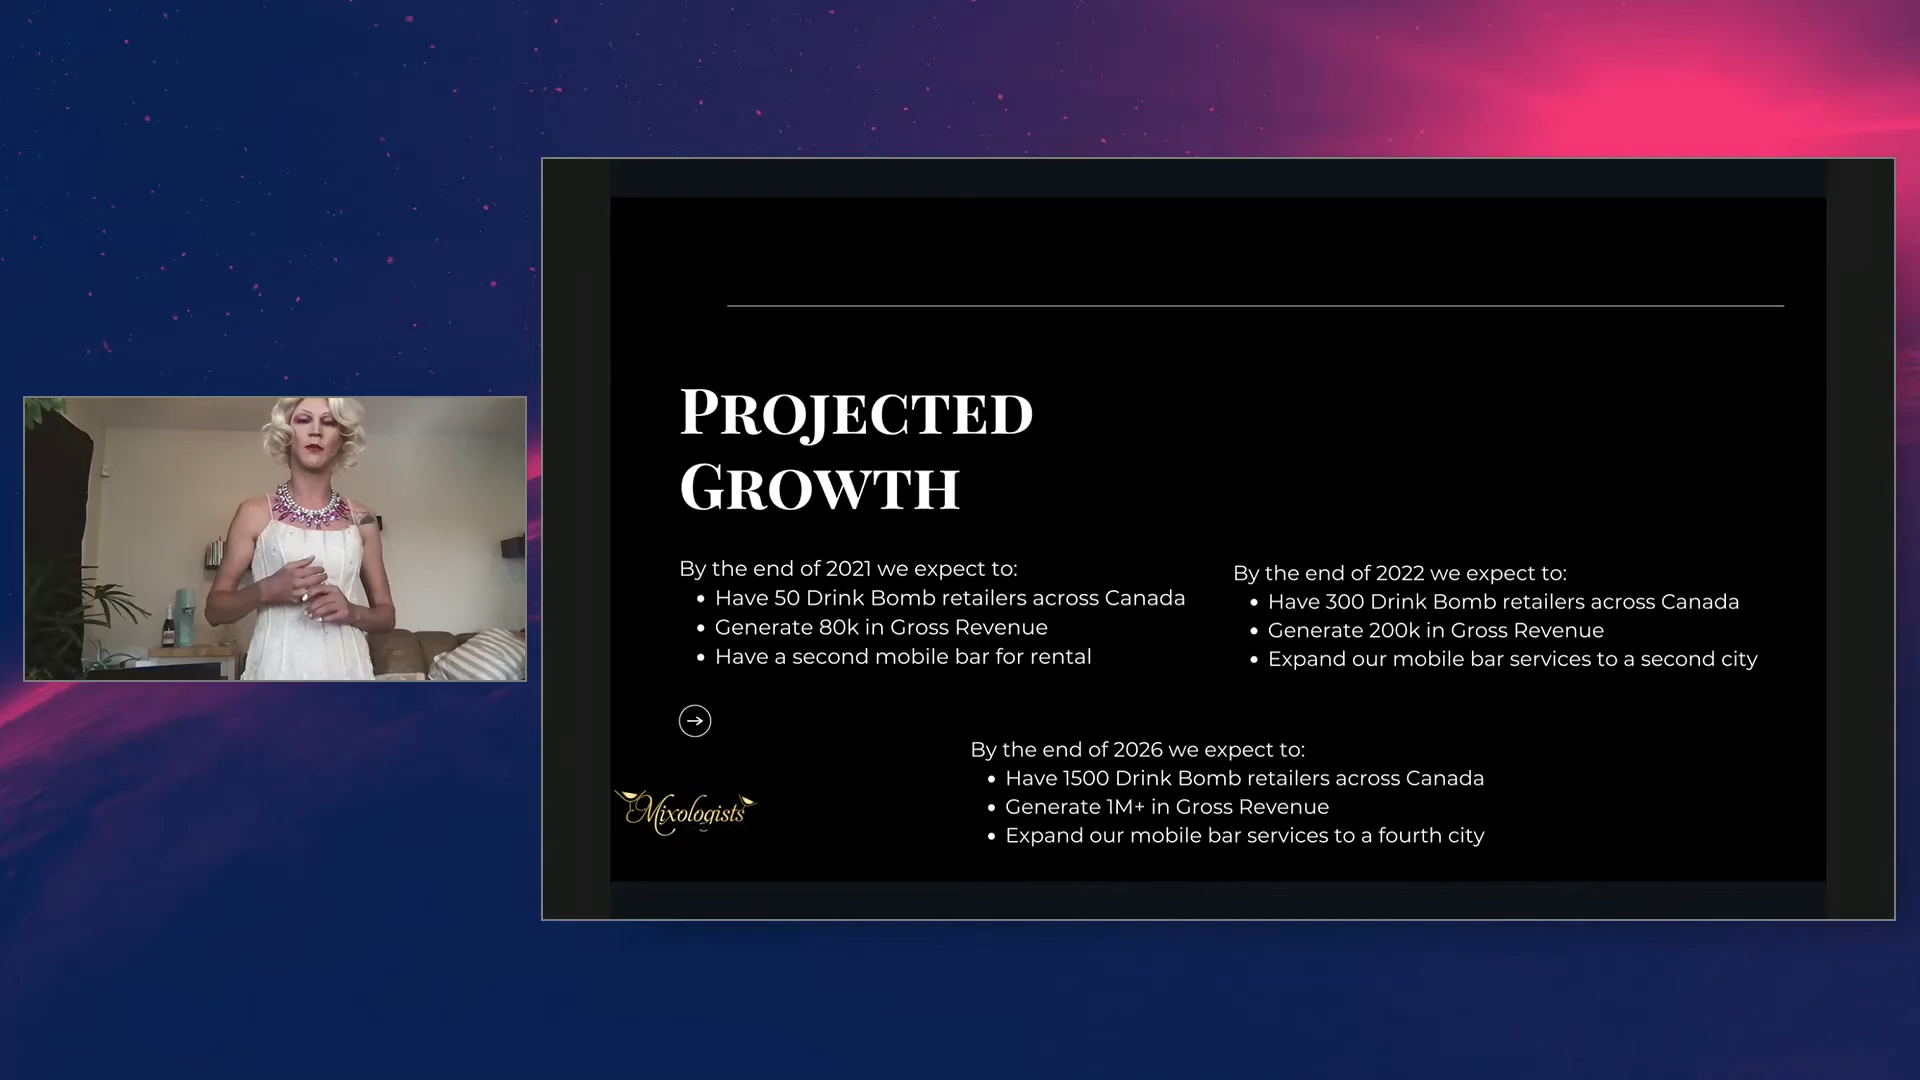 PROJECTED
GROWTH
By the end of 2021 we expect to:
• Have 50 Drink Bomb retailers across Canada
• Generate 80k in Gross Revenue
• Have a second mobile bar for rental
By the end of 2022 we expect to:
• Have 300 Drink Bomb retailers across Canada
• Generate 200k in Gross Revenue
• Expand our mobile bar services to a second city
By the end of 2026 we expect to:
• Have 1500 Drink Bomb retailers across Canada
• Generate 1M+ in Gross Revenue
• Expand our mobile bar services to a fourth city
Mixologists